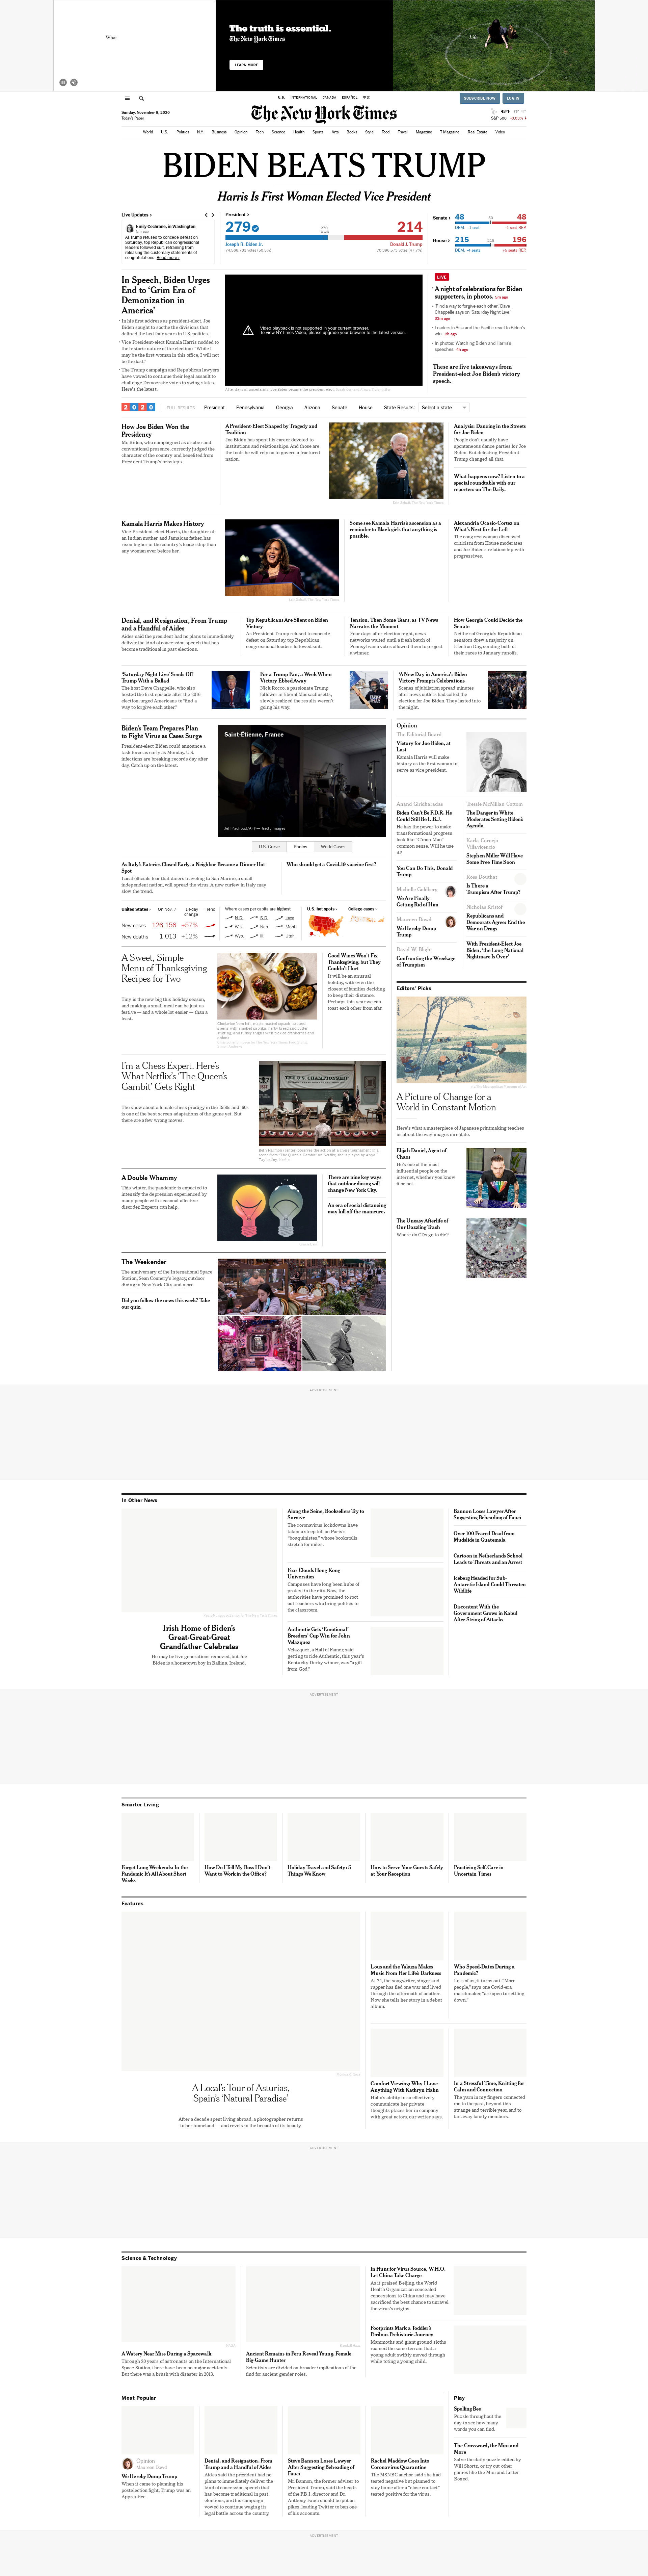 What
The truth is essential.
The New York Times
LEARN MORE
Like
U.S. INTERNATIONAL CANADA ESPAÑOL 中文
SUBSCRIBE NOW LOG IN
Sunday, November 8, 2020
Today's Paper
The New York Times
S&P 500 -0.03%
World U.S. Politics N.Y. Business Opinion Tech Science Health Sports Arts Books Style Food Travel Magazine T Magazine Real Estate Video
BIDEN BEATS TRUMP
Harris Is First Woman Elected Vice President
Live Updates
Emily Cochrane, in Washington
As Trump refused to concede defeat on
Saturday, top Republican congressional
leaders followed suit, refraining from
observing the customary statements of
congratulations. Read more
President
279 214
Joseph R. Biden Jr. Donald J. Trump
Senate 48 48
House 215 196
In Speech, Biden Urges
End to 'Grim Era of
Demonization in
America'
In his first address as president-elect, Joe
Biden sought to soothe the divisions that
defined the last four years in U.S. politics.
Vice President-elect Kamala Harris nodded to
the historic nature of the election: "While I
may be the first woman in this office, I will not
be the last."
The Trump campaign and Republican lawyers
have vowed to continue their legal assault to
challenge Democratic votes in swing states.
Here's the latest.
Video playback is not supported in your current browser.
To view NYTimes Video, please upgrade your browser to the latest version.
LIVE
A night of celebrations for Biden
supporters, in photos. 1m ago
'Find a way to forgive each other,' Dave
Chappelle says on 'Saturday Night Live.'
33m ago
Leaders in Asia and the Pacific react to Biden's
win. 2h ago
In photos: Watching Biden and Harris's
speeches. 4h ago
These are five takeaways from
President-elect Joe Biden's victory
speech.
2020 FULL RESULTS: President Pennsylvania Georgia Arizona Senate House State Results: Select a state
How Joe Biden Won the
Presidency
Mr. Biden, who campaigned as a sober and
conventional presence, correctly judged the
character of the country and benefited from
President Trump's missteps.
A President-Elect Shaped by Tragedy and
Tradition
Joe Biden has spent his career devoted to
institutions and relationships. And those are
the tools he will rely on to govern a fractured
nation.
Analysis: Dancing in the Streets
for Joe Biden
People don't usually have
spontaneous dance parties for Joe
Biden. But defeating President
Trump changed all that.
What happens now? Listen to a
special roundtable with our
reporters on The Daily.
Kamala Harris Makes History
Vice President-elect Harris, the daughter of
an Indian mother and Jamaican father, has
risen higher in the country's leadership than
any woman ever before her.
Some see Kamala Harris's ascension as a
reminder to Black girls that anything is
possible.
Alexandria Ocasio-Cortez on
What's Next for the Left
The congresswoman discussed
criticism from House moderates
and Joe Biden's relationship with
progressives.
Denial, and Resignation, From Trump
and a Handful of Aides
Aides said the president had no plans to immediately
deliver the kind of concession speech that has
become traditional in past elections.
Top Republicans Are Silent on Biden
Victory
As President Trump refused to concede
defeat on Saturday, top Republican
congressional leaders followed suit.
Tension, Then Some Tears, as TV News
Narrates the Moment
Four days after election night, news
networks waited until a fresh batch of
Pennsylvania votes allowed them to project
a winner.
How Georgia Could Decide the
Senate
Neither of Georgia's Republican
senators drew a majority on
Election Day, sending both of
their races to January runoffs.
'Saturday Night Live' Sends Off
Trump With a Ballad
The host Dave Chappelle, who also
hosted the first episode after the 2016
election, urged Americans to "find a
way to forgive each other."
For a Trump Fan, a Week When
Victory Ebbed Away
Nick Rocco, a passionate Trump
follower in liberal Massachusetts,
slowly realized the results weren't
going his way.
'A New Day in America': Biden
Victory Prompts Celebrations
Scenes of jubilation spread minutes
after news outlets had called the
election for Joe Biden. They lasted into
the night.
Biden's Team Prepares Plan
to Fight Virus as Cases Surge
President-elect Biden could announce a
task force as early as Monday. U.S.
infections are breaking records day after
day. Catch up on the latest.
Saint-Étienne, France
Jeff Pachoud/AFP— Getty Images
U.S. Curve Photos World Cases
As Italy's Eateries Closed Early, a Neighbor Became a Dinner Hot
Spot
Local officials fear that diners traveling to San Marino, a small
independent nation, will spread the virus. A new curfew in Italy may
slow the trend.
Who should get a Covid-19 vaccine first?
United States On Nov. 7 14-day change Trend
New cases 126,156 +57%
New deaths 1,013 +12%
Where cases per capita are highest
N.D. S.D. Iowa
Wis. Neb. Mont.
Wyo. Ill. Utah
U.S. hot spots College cases
A Sweet, Simple
Menu of Thanksgiving
Recipes for Two
Tiny is the new big this holiday season,
and making a small meal can be just as
festive — and a whole lot easier — than a
feast.
Good Wines Won't Fix
Thanksgiving, but They
Couldn't Hurt
It will be an unusual
holiday, with even the
closest of families deciding
to keep their distance.
Perhaps this year we can
toast each other from afar.
I'm a Chess Expert. Here's
What Netflix's 'The Queen's
Gambit' Gets Right
The show about a female chess prodigy in the 1950s and '60s
is one of the best screen adaptations of the game yet. But
there are a few wrong moves.
A Double Whammy
This winter, the pandemic is expected to
intensify the depression experienced by
many people with seasonal affective
disorder. Experts can help.
There are nine key ways
that outdoor dining will
change New York City.
An era of social distancing
may kill off the manicure.
The Weekender
The anniversary of the International Space
Station, Sean Connery's legacy, outdoor
dining in New York City and more.
Did you follow the news this week? Take
our quiz.
Opinion
The Editorial Board
Victory for Joe Biden, at
Last
Kamala Harris will make
history as the first woman to
serve as vice president.
Anand Giridharadas
Biden Can't Be F.D.R. He
Could Still Be L.B.J.
He has the power to make
transformational progress
look like "C'mon Man"
common sense. Will he use
it?
You Can Do This, Donald
Trump
Michelle Goldberg
We Are Finally
Getting Rid of Him
Maureen Dowd
We Hereby Dump
Trump
David W. Blight
Confronting the Wreckage
of Trumpism
Tressie McMillan Cottom
The Danger in White
Moderates Setting Biden's
Agenda
Karla Cornejo
Villavicencio
Stephen Miller Will Have
Some Free Time Soon
Ross Douthat
Is There a
Trumpism After Trump?
Nicholas Kristof
Republicans and
Democrats Agree: End the
War on Drugs
With President-Elect Joe
Biden, 'the Long National
Nightmare Is Over'
Editors' Picks
A Picture of Change for a
World in Constant Motion
Here's what a masterpiece of Japanese printmaking teaches
us about the way images circulate.
Elijah Daniel, Agent of
Chaos
He's one of the most
influential people on the
internet, whether you know
it or not.
The Uneasy Afterlife of
Our Dazzling Trash
Where do CDs go to die?
ADVERTISEMENT
In Other News
Irish Home of Biden's
Great-Great-Great
Grandfather Celebrates
He may be five generations removed, but Joe
Biden is a hometown boy in Ballina, Ireland.
Along the Seine, Booksellers Try to
Survive
The coronavirus lockdowns have
taken a steep toll on Paris's
"bouquinistes," whose bookstalls
stretch for miles.
Fear Clouds Hong Kong
Universities
Campuses have long been hubs of
protest in the city. Now, the
authorities have promised to root
out teachers who bring politics to
the classroom.
Authentic Gets 'Emotional'
Breeders' Cup Win for John
Velazquez
Velazquez, a Hall of Famer, said
getting to ride Authentic, this year's
Kentucky Derby winner, was "a gift
from God."
Bannon Loses Lawyer After
Suggesting Beheading of Fauci
Over 100 Feared Dead from
Mudslide in Guatemala
Cartoon in Netherlands School
Leads to Threats and an Arrest
Iceberg Headed for Sub-
Antarctic Island Could Threaten
Wildlife
Discontent With the
Government Grows in Kabul
After String of Attacks
ADVERTISEMENT
Smarter Living
Forget Long Weekends: In the
Pandemic It's All About Short
Weeks
How Do I Tell My Boss I Don't
Want to Work in the Office?
Holiday Travel and Safety: 5
Things We Know
How to Serve Your Guests Safely
at Your Reception
Practicing Self-Care in
Uncertain Times
Features
A Local's Tour of Asturias,
Spain's 'Natural Paradise'
After a decade spent living abroad, a photographer returns
to her homeland — and revels in the breadth of its beauty.
Lous and the Yakuza Makes
Music From Her Life's Darkness
At 24, the songwriter, singer and
rapper has fled one war and lived
through the aftermath of another.
Now she tells her story in a debut
album.
Who Speed-Dates During a
Pandemic?
Lots of us, it turns out. "More
people," says one Covid-era
matchmaker, "are open to settling
down."
Comfort Viewing: Why I Love
Anything With Kathryn Hahn
Hahn's ability to so effectively
communicate her private
thoughts places her in company
with great actors, our writer says.
In a Stressful Time, Knitting for
Calm and Connection
The yarn in my fingers connected
me to the past, beyond this
strange and terrible year, and to
far-away family members.
ADVERTISEMENT
Science & Technology
A Watery Near Miss During a Spacewalk
Through 20 years of astronauts on the International
Space Station, there have been no major accidents.
But there was a brush with disaster in 2013.
Ancient Remains in Peru Reveal Young, Female
Big-Game Hunter
Scientists are divided on broader implications of the
find for ancient gender roles.
In Hunt for Virus Source, W.H.O.
Let China Take Charge
As it praised Beijing, the World
Health Organization concealed
concessions to China and may have
sacrificed the best chance to unravel
the virus's origins.
Footprints Mark a Toddler's
Perilous Prehistoric Journey
Mammoths and giant ground sloths
roamed the same terrain that a
young adult swiftly moved through
while toting a young child.
Most Popular
Opinion
Maureen Dowd
We Hereby Dump Trump
When it came to planning his
postelection fight, Trump was an
Apprentice.
Denial, and Resignation, From
Trump and a Handful of Aides
Aides said the president had no
plans to immediately deliver the
kind of concession speech that
has become traditional in past
elections, and his campaign
vowed to continue waging its
legal battle across the country.
Steve Bannon Loses Lawyer
After Suggesting Beheading of
Fauci
Mr. Bannon, the former adviser to
President Trump, said the heads
of the F.B.I. director and Dr.
Anthony Fauci should be put on
pikes, leading Twitter to ban one
of his accounts.
Rachel Maddow Goes Into
Coronavirus Quarantine
The MSNBC anchor said she had
tested negative but planned to
stay home after a "close contact"
tested positive for the virus.
Play
Spelling Bee
Puzzle throughout the
day to see how many
words you can find.
The Crossword, the Mini and
More
Solve the daily puzzle edited by
Will Shortz, or try out other
games like the Mini and Letter
Boxed.
ADVERTISEMENT